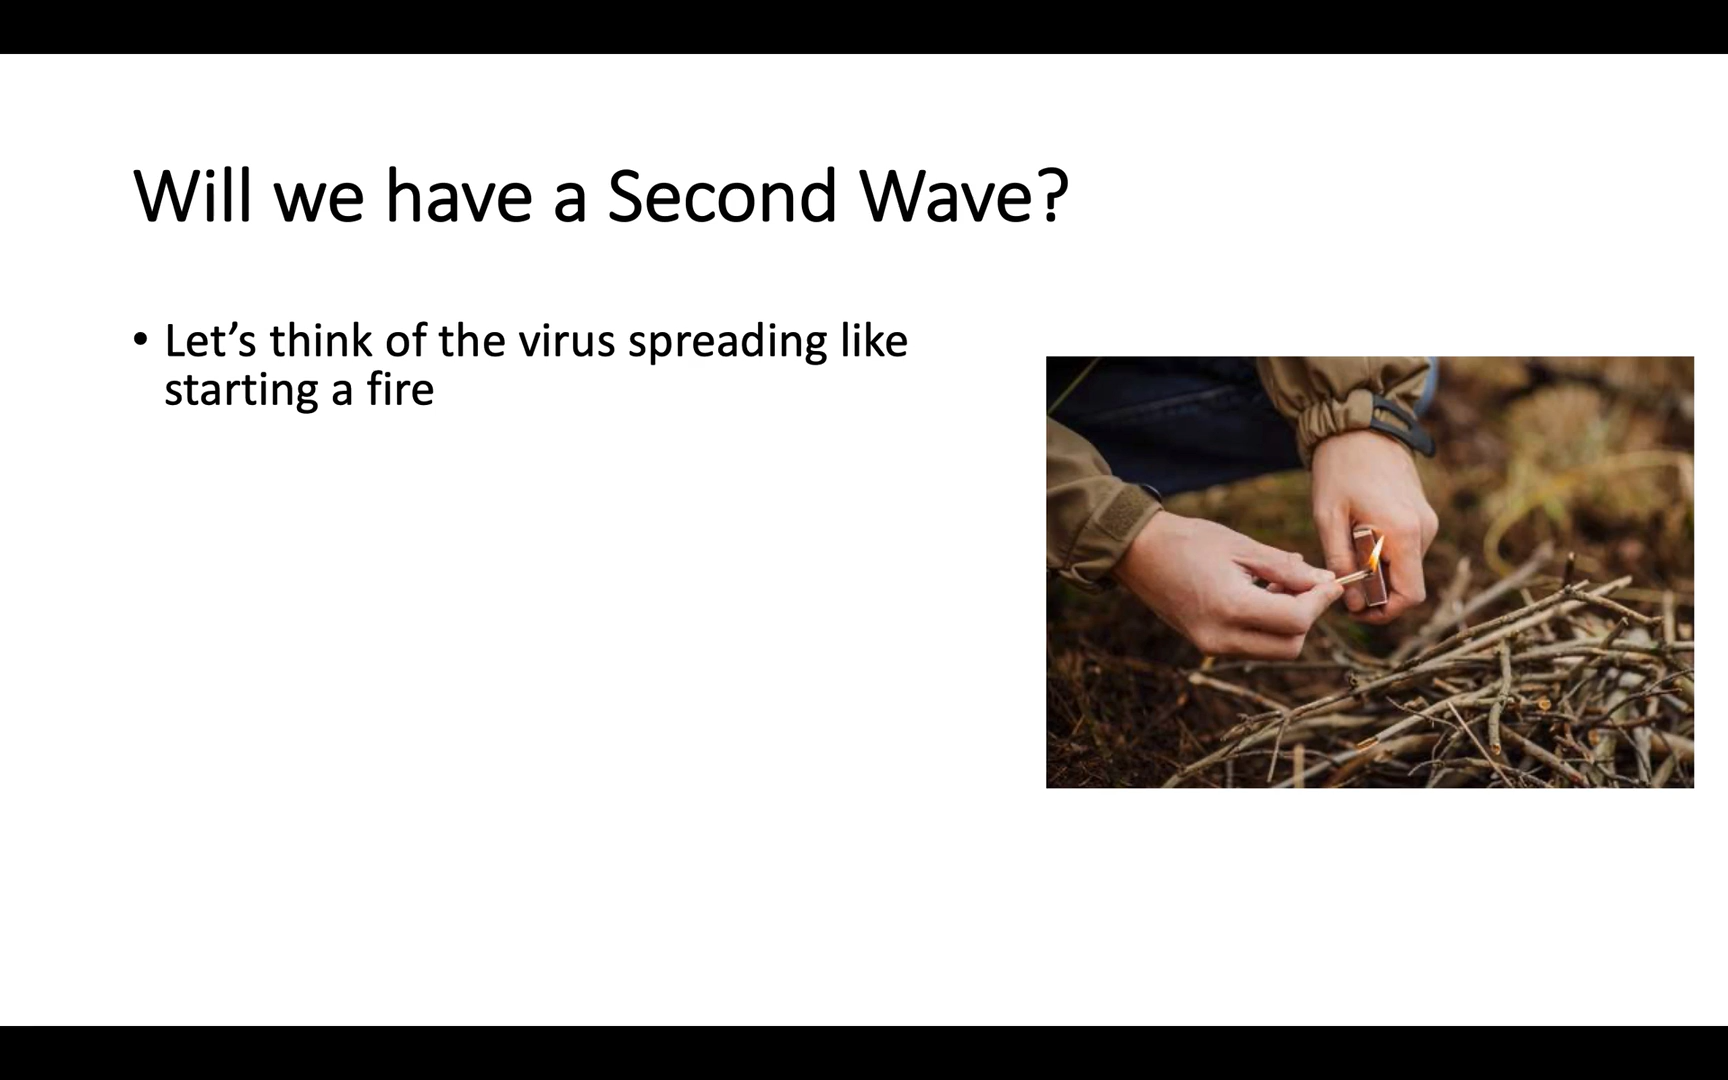 Will we have a Second Wave?
• Let’s think of the virus spreading like
starting a fire